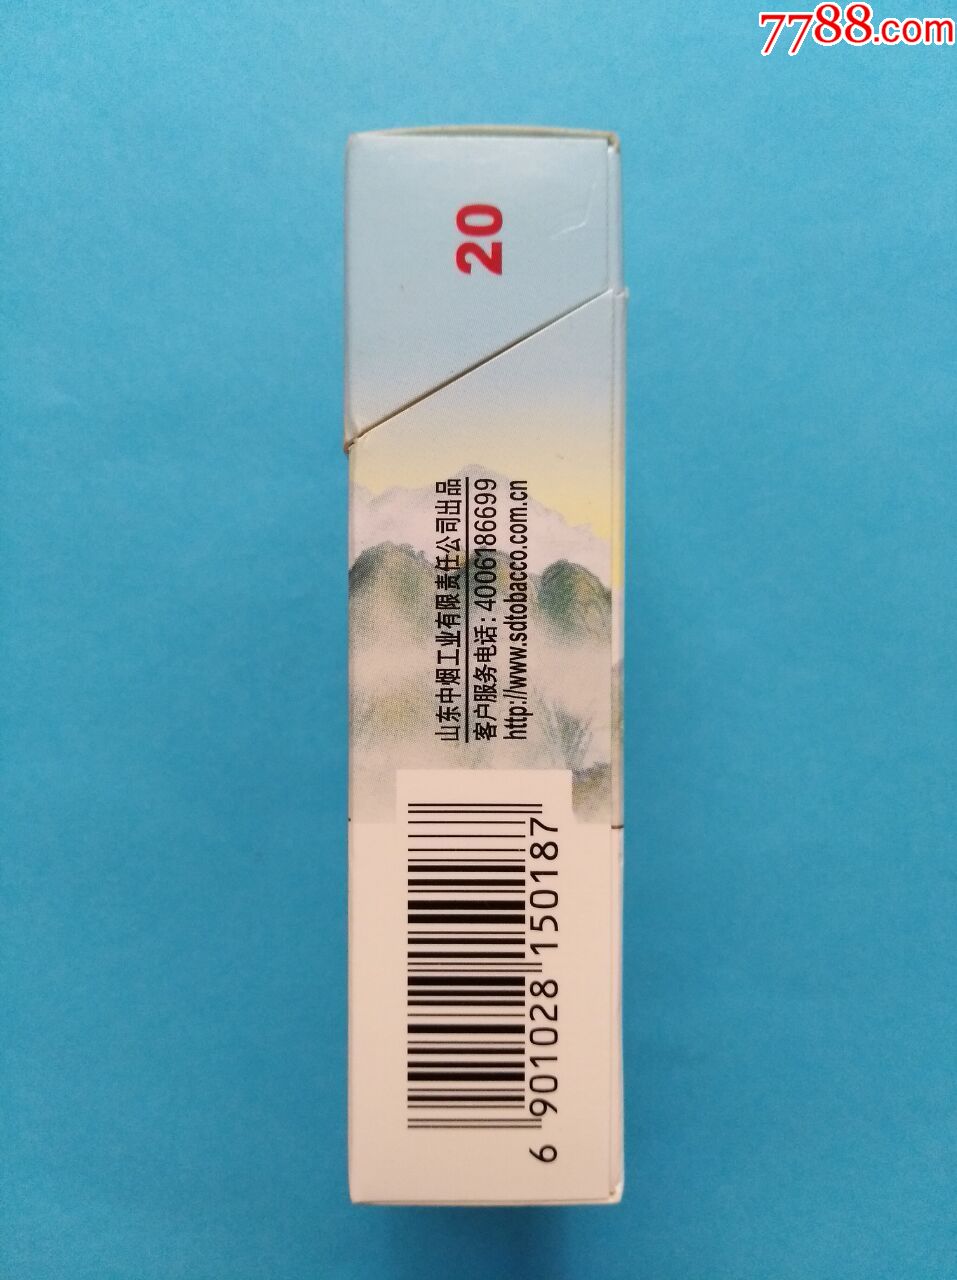 7788.com
20
山东中烟工业有限责任公司出品
客户服务电话:4006186699
http://www.sdtobacco.com.cn
6 901028 150187